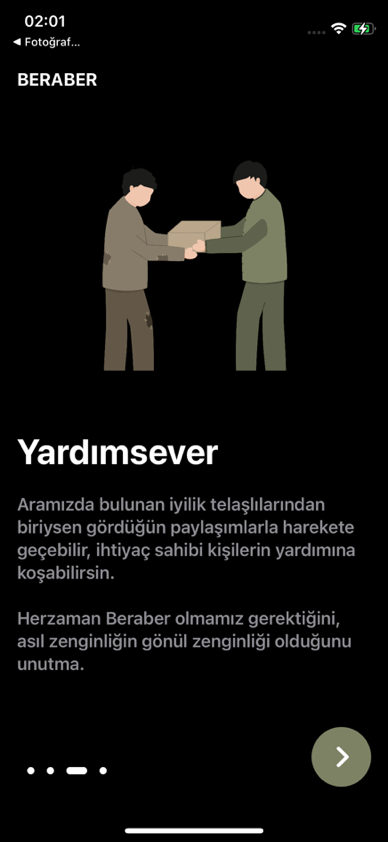 02:01
◀ Fotoğraf...
BERABER
Yardımsever
Aramızda bulunan iyilik telaşlılarından
biriysen gördüğün paylaşımlarla harekete
geçebilir, ihtiyaç sahibi kişilerin yardımına
koşabilirsin.
Herzaman Beraber olmamız gerektiğini,
asıl zenginliğin gönül zenginliği olduğunu
unutma.